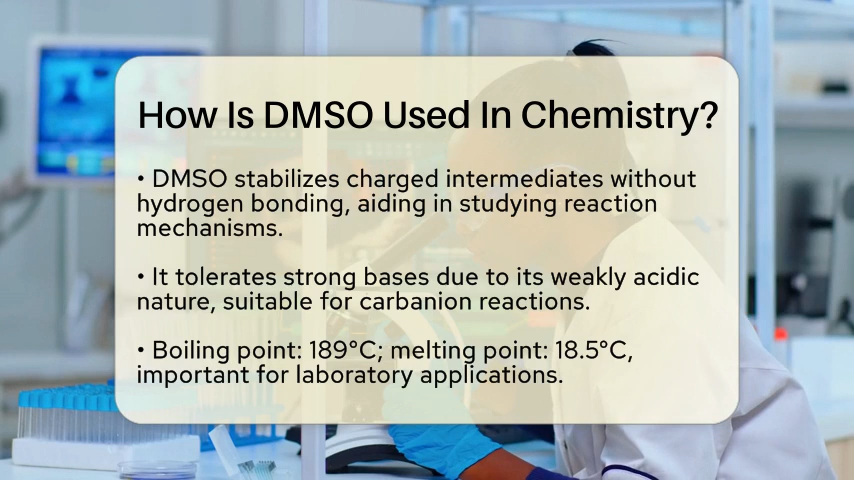 How Is DMSO Used In Chemistry?
• DMSO stabilizes charged intermediates without
hydrogen bonding, aiding in studying reaction
mechanisms.
• It tolerates strong bases due to its weakly acidic
nature, suitable for carbanion reactions.
• Boiling point: 189°C; melting point: 18.5°C,
important for laboratory applications.